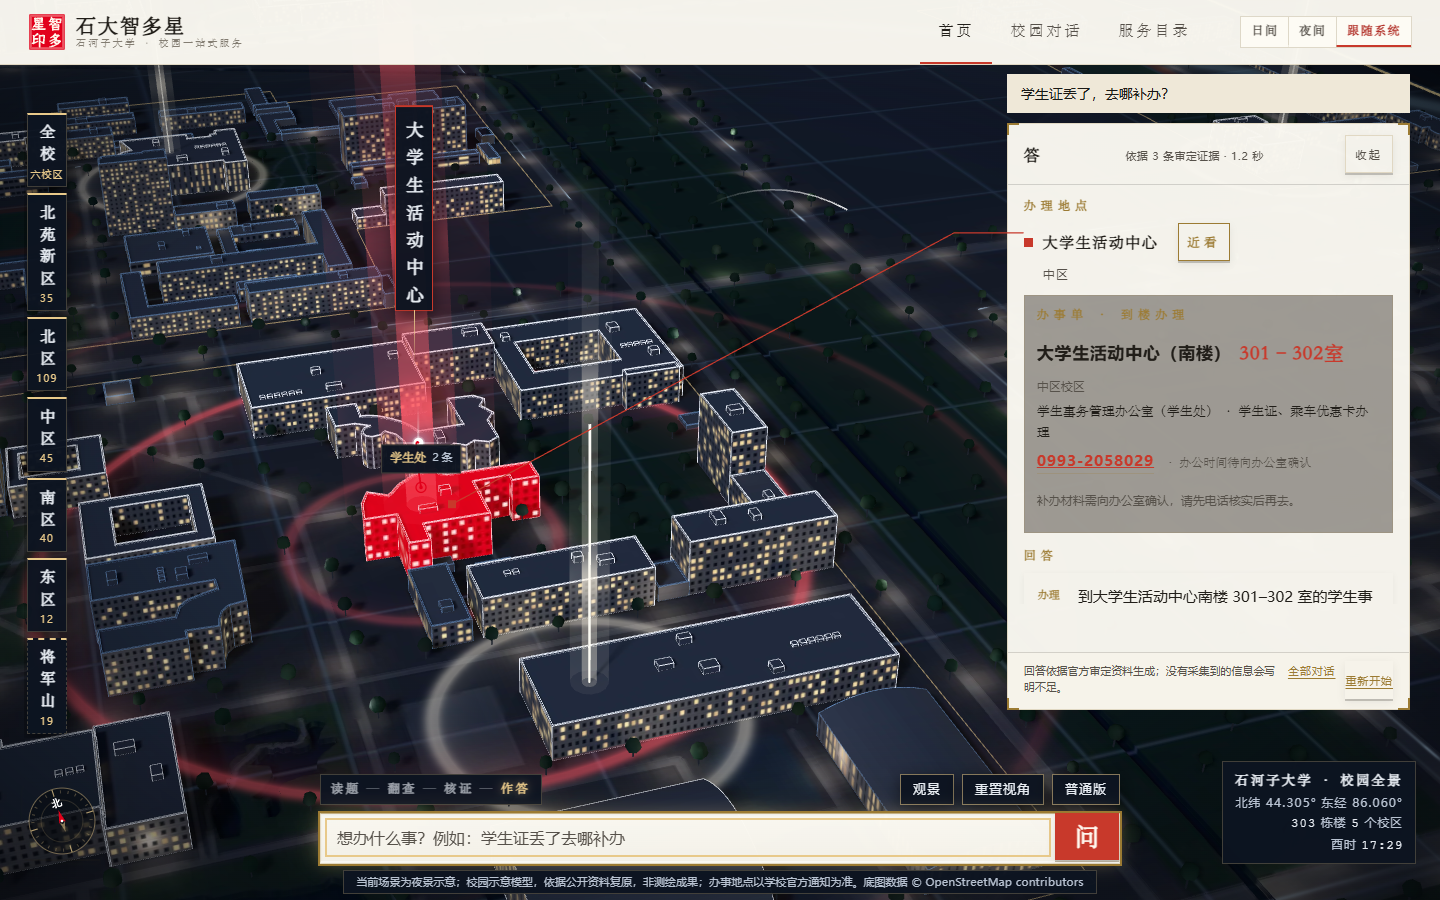 智多星印
石大智多星
石河子大学 · 校园一站式服务
首页
校园对话
服务目录
日间
夜间
跟随系统
学生证丢了，去哪补办？
答
依据 3 条审定证据 · 1.2 秒
收起
办理地点
大学生活动中心
近看
中区
办事单 · 到楼办理
大学生活动中心（南楼） 301 – 302室
中区校区
学生事务管理办公室（学生处） · 学生证、乘车优惠卡办
理
0993-2058029 · 办公时间待向办公室确认
补办材料需向办公室确认，请先电话核实后再去。
回答
办理
到大学生活动中心南楼 301–302 室的学生事
回答依据官方审定资料生成；没有采集到的信息会写
明不足。
全部对话
重新开始
全校
六校区
北苑新区
35
北区
109
中区
45
南区
40
东区
12
将军山
19
大学生活动中心
学生处 2 条
北
读题 — 翻查 — 核证 — 作答
观景
重置视角
普通版
想办什么事？例如：学生证丢了去哪补办
问
当前场景为夜景示意；校园示意模型，依据公开资料复原，非测绘成果；办事地点以学校官方通知为准。底图数据 © OpenStreetMap contributors
石河子大学 · 校园全景
北纬 44.305° 东经 86.060°
303 栋楼 5 个校区
酉时 17:29